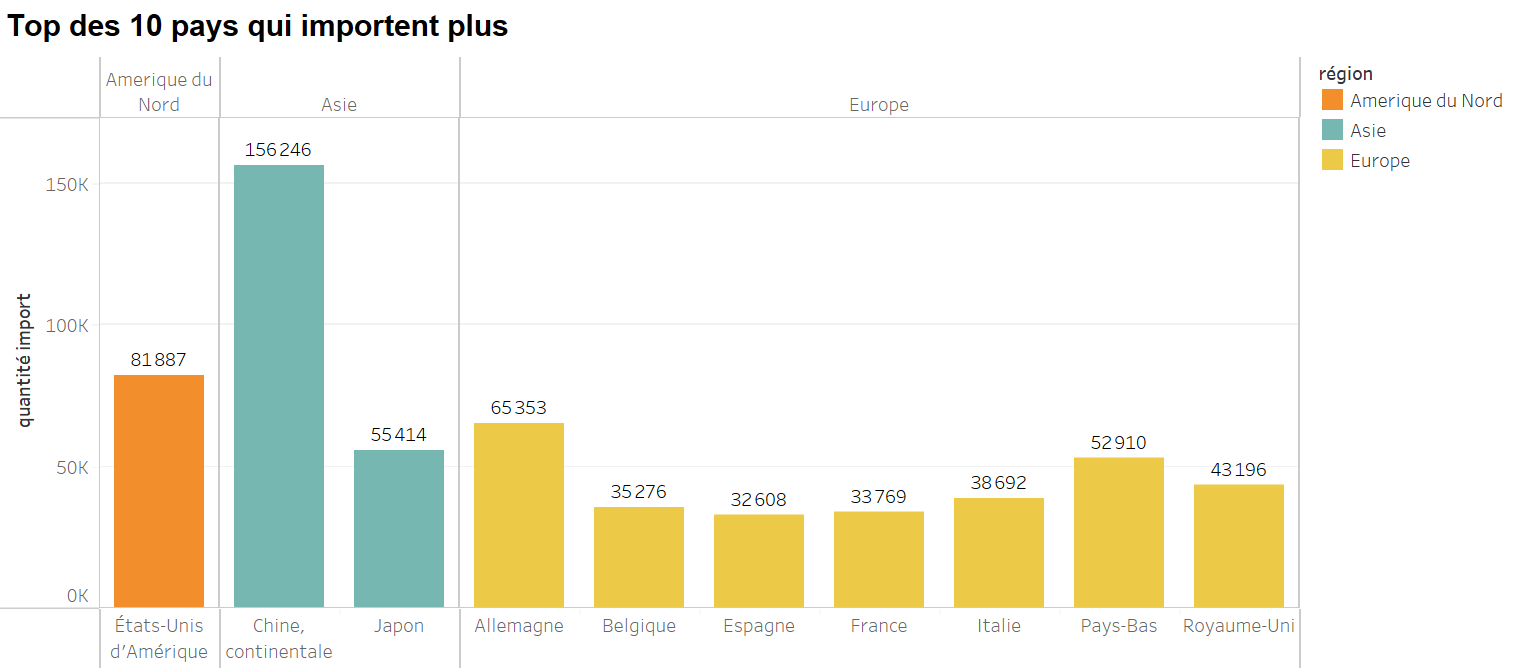 Top des 10 pays qui importent plus
Amerique du
Nord
Asie
Europe
région
Amerique du Nord
Asie
Europe
quantité import
150K
100K
50K
0K
81 887
156 246
55 414
65 353
35 276
32 608
33 769
38 692
52 910
43 196
États-Unis
d’Amérique
Chine,
continentale
Japon
Allemagne
Belgique
Espagne
France
Italie
Pays-Bas
Royaume-Uni